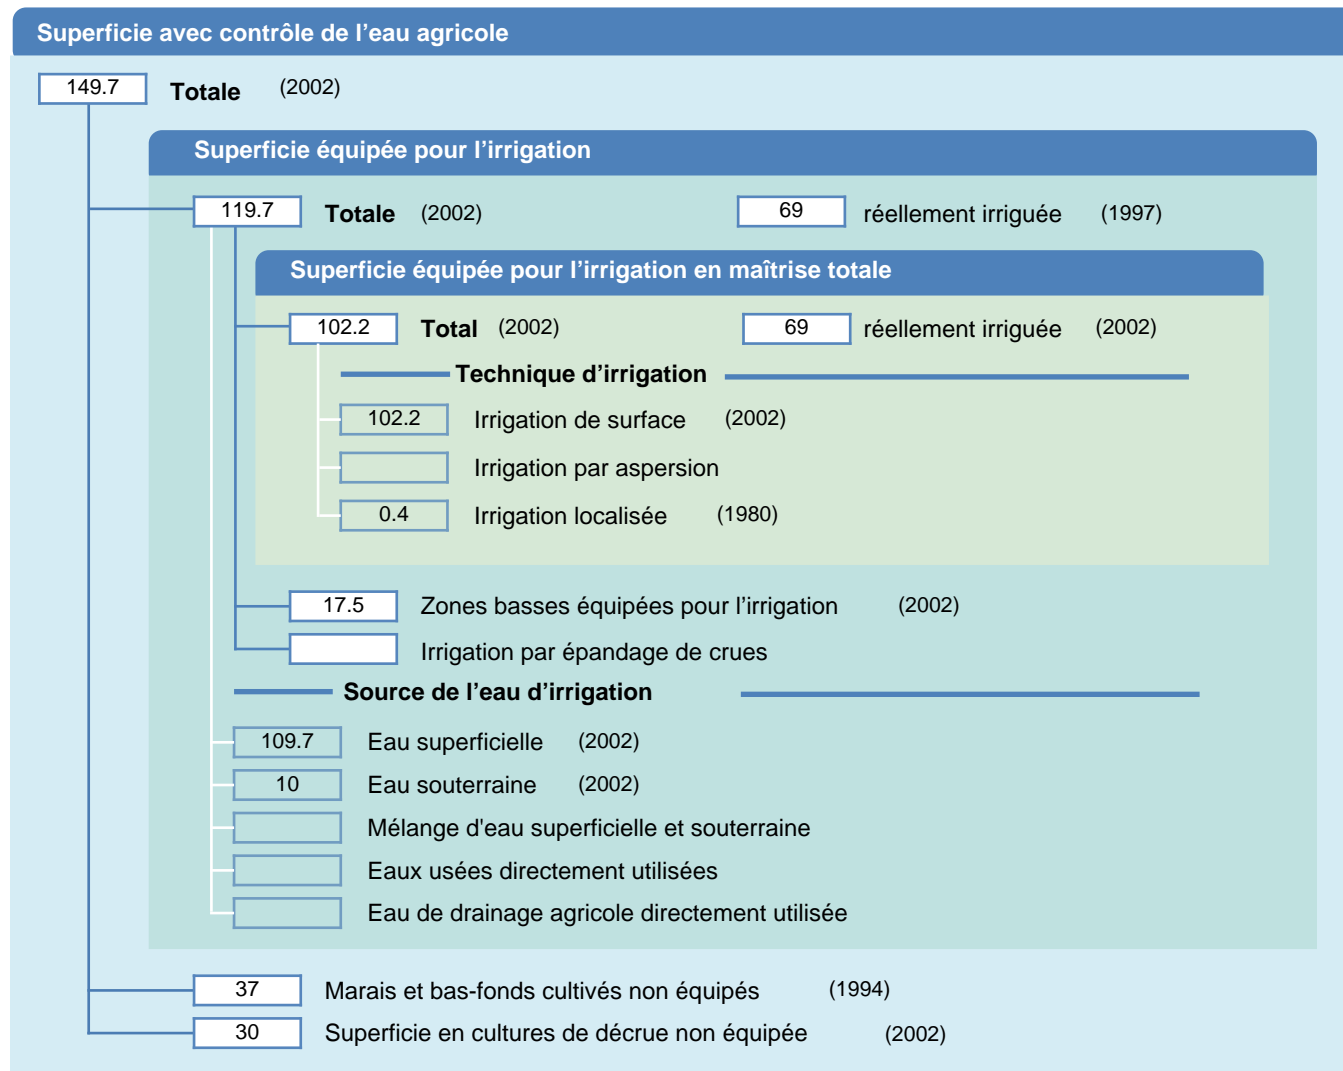 Superficie avec contrôle de l'eau agricole
149.7 Totale (2002)
Superficie équipée pour l'irrigation
119.7 Totale (2002) 69 réellement irriguée (1997)
Superficie équipée pour l'irrigation en maîtrise totale
102.2 Total (2002) 69 réellement irriguée (2002)
Technique d'irrigation
102.2 Irrigation de surface (2002)
Irrigation par aspersion
0.4 Irrigation localisée (1980)
17.5 Zones basses équipées pour l'irrigation (2002)
Irrigation par épandage de crues
Source de l'eau d'irrigation
109.7 Eau superficielle (2002)
10 Eau souterraine (2002)
Mélange d'eau superficielle et souterraine
Eaux usées directement utilisées
Eau de drainage agricole directement utilisée
37 Marais et bas-fonds cultivés non équipés (1994)
30 Superficie en cultures de décrue non équipée (2002)